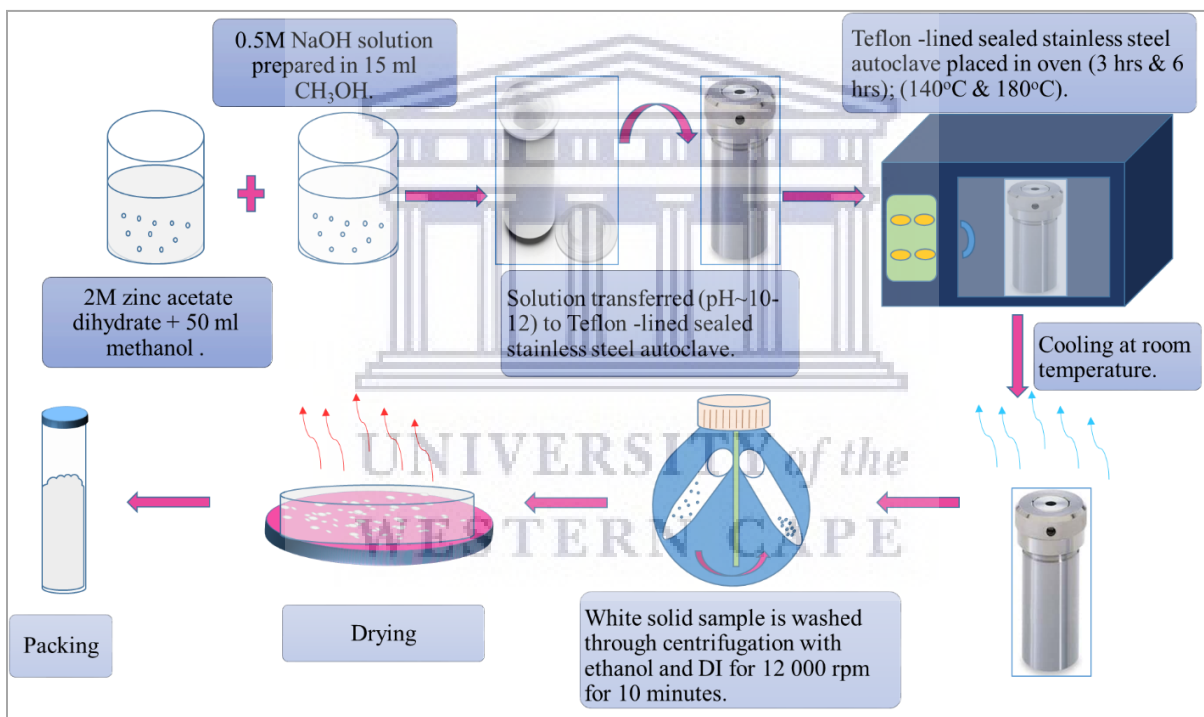 0.5M NaOH solution
prepared in 15 ml
CH₃OH.
Teflon -lined sealed stainless steel
autoclave placed in oven (3 hrs & 6
hrs); (140ᵒC & 180ᵒC).
2M zinc acetate
dihydrate + 50 ml
methanol .
Solution transferred (pH~10-
12) to Teflon -lined sealed
stainless steel autoclave.
Cooling at room
temperature.
UNIVERSITY of the
WESTERN CAPE
Packing
Drying
White solid sample is washed
through centrifugation with
ethanol and DI for 12 000 rpm
for 10 minutes.